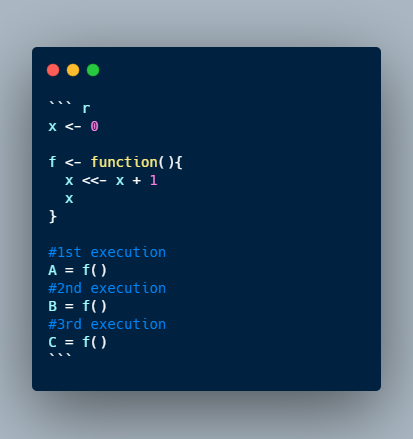 ``` r
x <- 0
f <- function(){
  x <<- x + 1
  x
}
#1st execution
A = f()
#2nd execution
B = f()
#3rd execution
C = f()
```